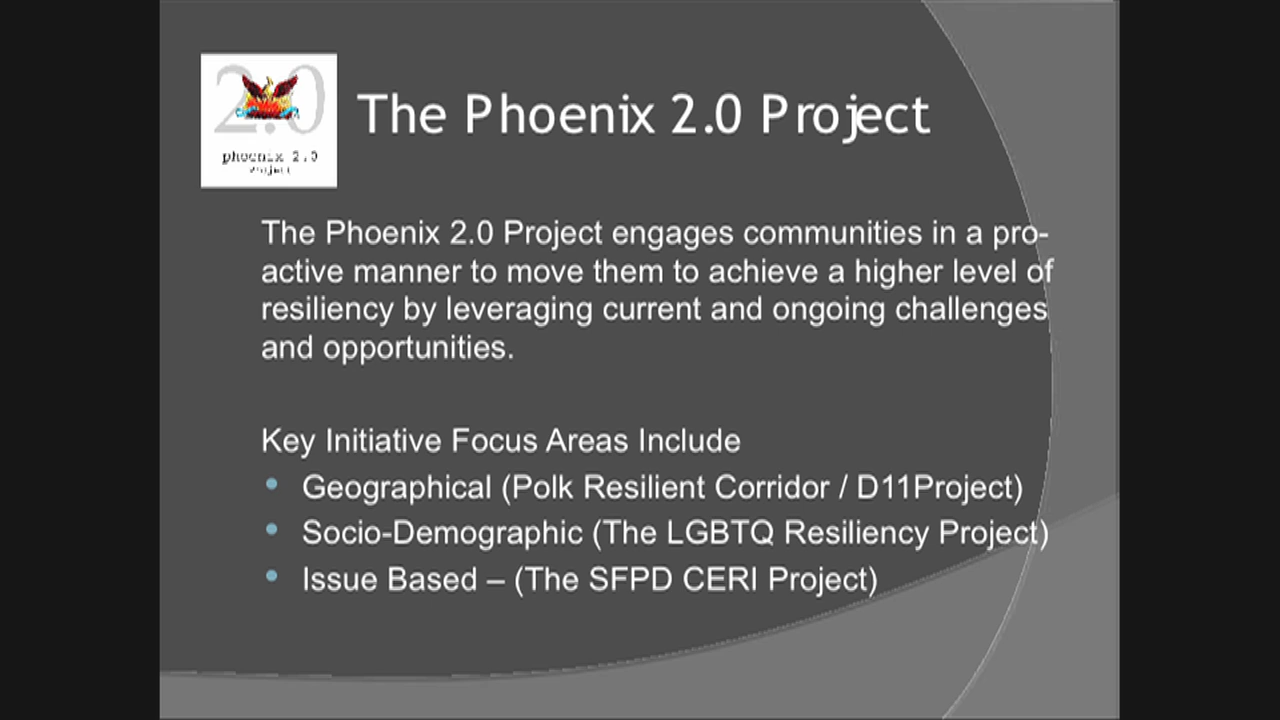 2.0
phoenix 2.0
Project
The Phoenix 2.0 Project
The Phoenix 2.0 Project engages communities in a pro-
active manner to move them to achieve a higher level of
resiliency by leveraging current and ongoing challenges
and opportunities.
Key Initiative Focus Areas Include
• Geographical (Polk Resilient Corridor / D11Project)
• Socio-Demographic (The LGBTQ Resiliency Project)
• Issue Based – (The SFPD CERI Project)